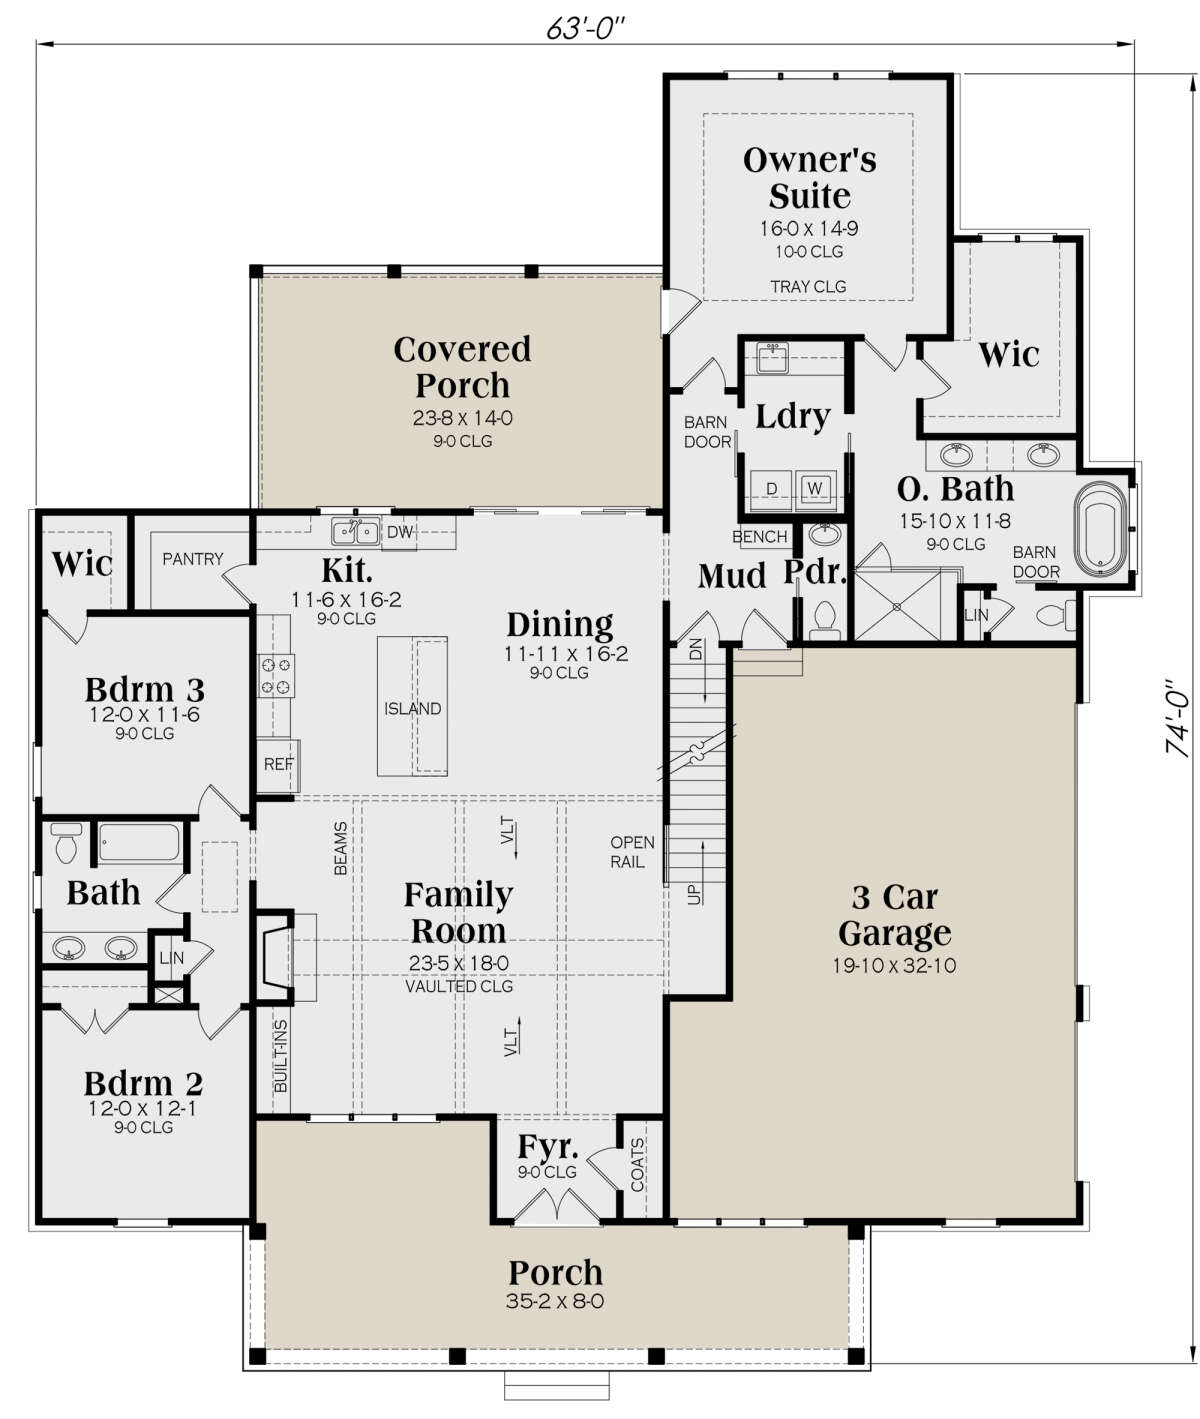 63'-0"
Owner's
Suite
16-0 x 14-9
10-0 CLG
TRAY CLG
Covered
Porch
23-8 x 14-0
9-0 CLG
Wic
BARN
DOOR
Ldry
D
W
O. Bath
15-10 x 11-8
9-0 CLG
BARN
DOOR
LIN
Wic
PANTRY
DW
Kit.
11-6 x 16-2
9-0 CLG
BENCH
Mud
Pdr.
Dining
11-11 x 16-2
9-0 CLG
DN
Bdrm 3
12-0 x 11-6
9-0 CLG
ISLAND
REF
74'-0"
BEAMS
VLT
OPEN
RAIL
UP
Bath
LIN
Family
Room
23-5 x 18-0
VAULTED CLG
3 Car
Garage
19-10 x 32-10
BUILT-INS
VLT
Bdrm 2
12-0 x 12-1
9-0 CLG
Fyr.
9-0 CLG
COATS
Porch
35-2 x 8-0